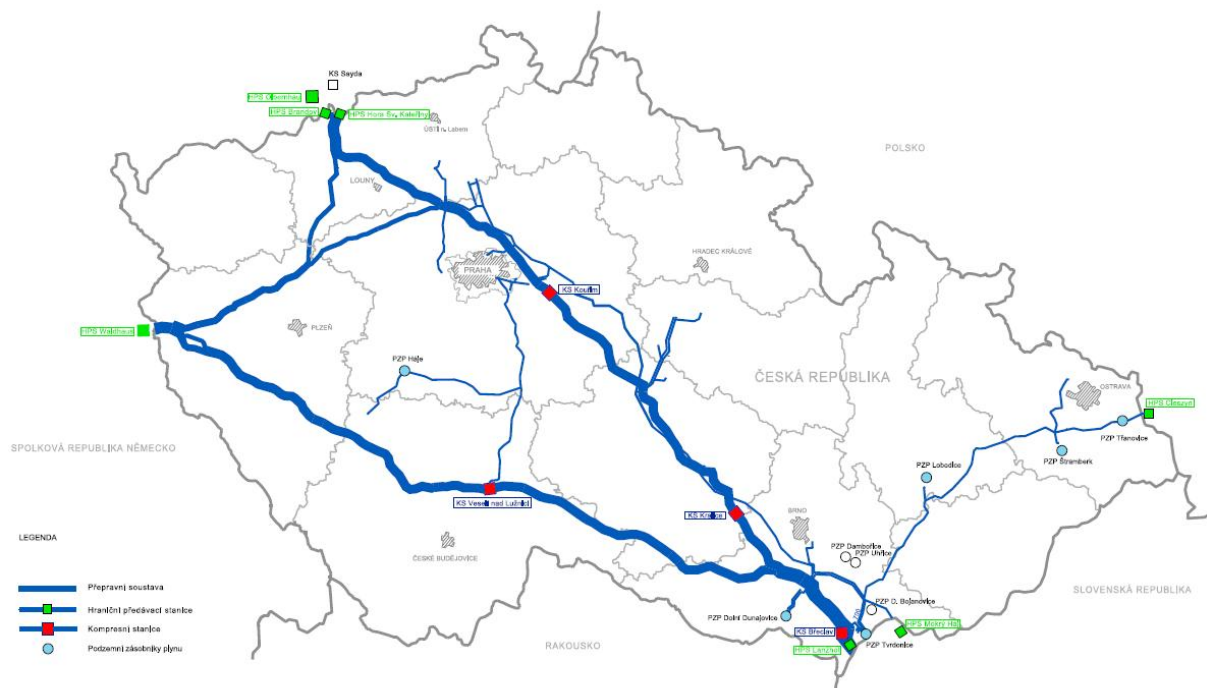 KS Sayda
HPS Olbernhau
HPS Brandov
HPS Hora Sv. Kateřiny
ÚSTÍ n. Labem
POLSKO
LOUNY
HRADEC KRÁLOVÉ
PRAHA
KS Kouřim
HPS Waldhaus
PLZEŇ
PZP Háje
ČESKÁ REPUBLIKA
OSTRAVA
HPS Cieszyn
PZP Třanovice
SPOLKOVÁ REPUBLIKA NĚMECKO
PZP Štramberk
PZP Lobodice
KS Veselí nad Lužnicí
KS Kralice
BRNO
ČESKÉ BUDĚJOVICE
PZP Dambořice
PZP Uhřice
SLOVENSKÁ REPUBLIKA
PZP D. Bojanovice
PZP Dolní Dunajovice
KS Břeclav
HPS Mokrý Háj
HPS Lanžhot
PZP Tvrdonice
RAKOUSKO
LEGENDA
Přepravní soustava
Hraniční předávací stanice
Kompresní stanice
Podzemní zásobníky plynu